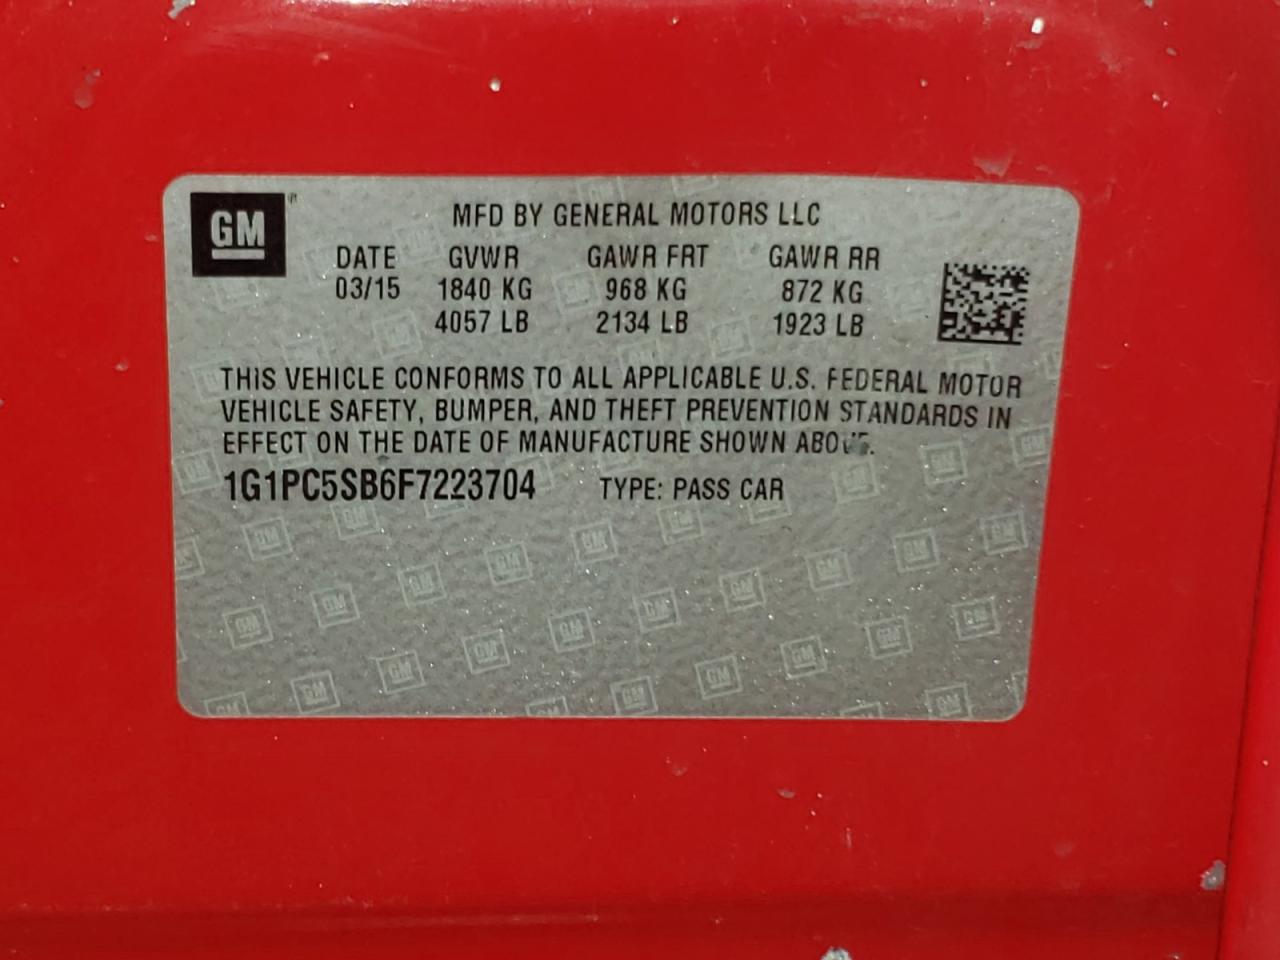 GM
MFD BY GENERAL MOTORS LLC
DATE GVWR GAWR FRT GAWR RR
03/15 1840 KG 968 KG 872 KG
4057 LB 2134 LB 1923 LB
THIS VEHICLE CONFORMS TO ALL APPLICABLE U.S. FEDERAL MOTOR
VEHICLE SAFETY, BUMPER, AND THEFT PREVENTION STANDARDS IN
EFFECT ON THE DATE OF MANUFACTURE SHOWN ABOVE.
1G1PC5SB6F7223704 TYPE: PASS CAR